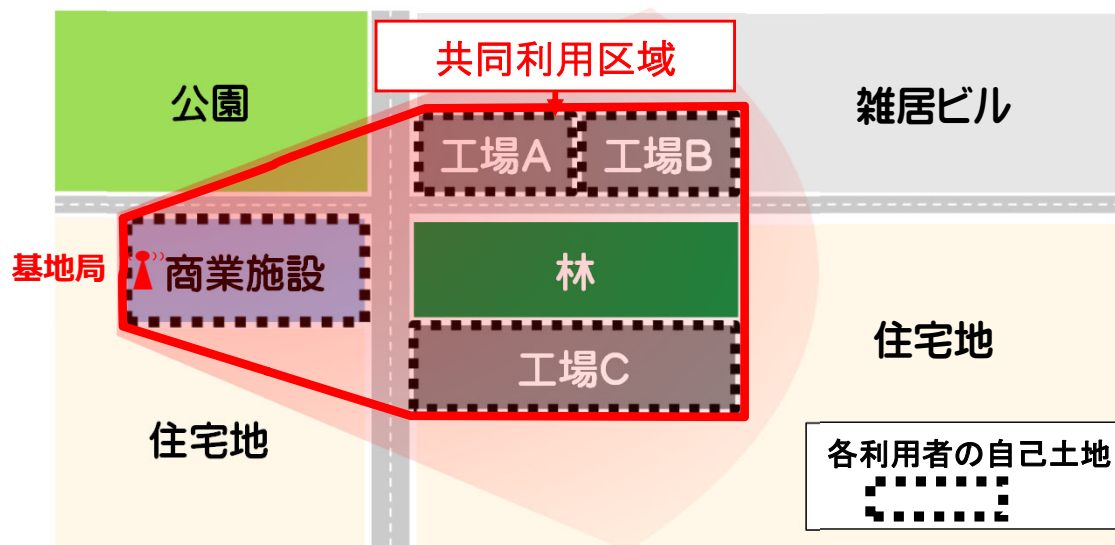 共同利用区域
公園
雑居ビル
工場A
工場B
基地局
商業施設
林
住宅地
工場C
住宅地
各利用者の自己土地